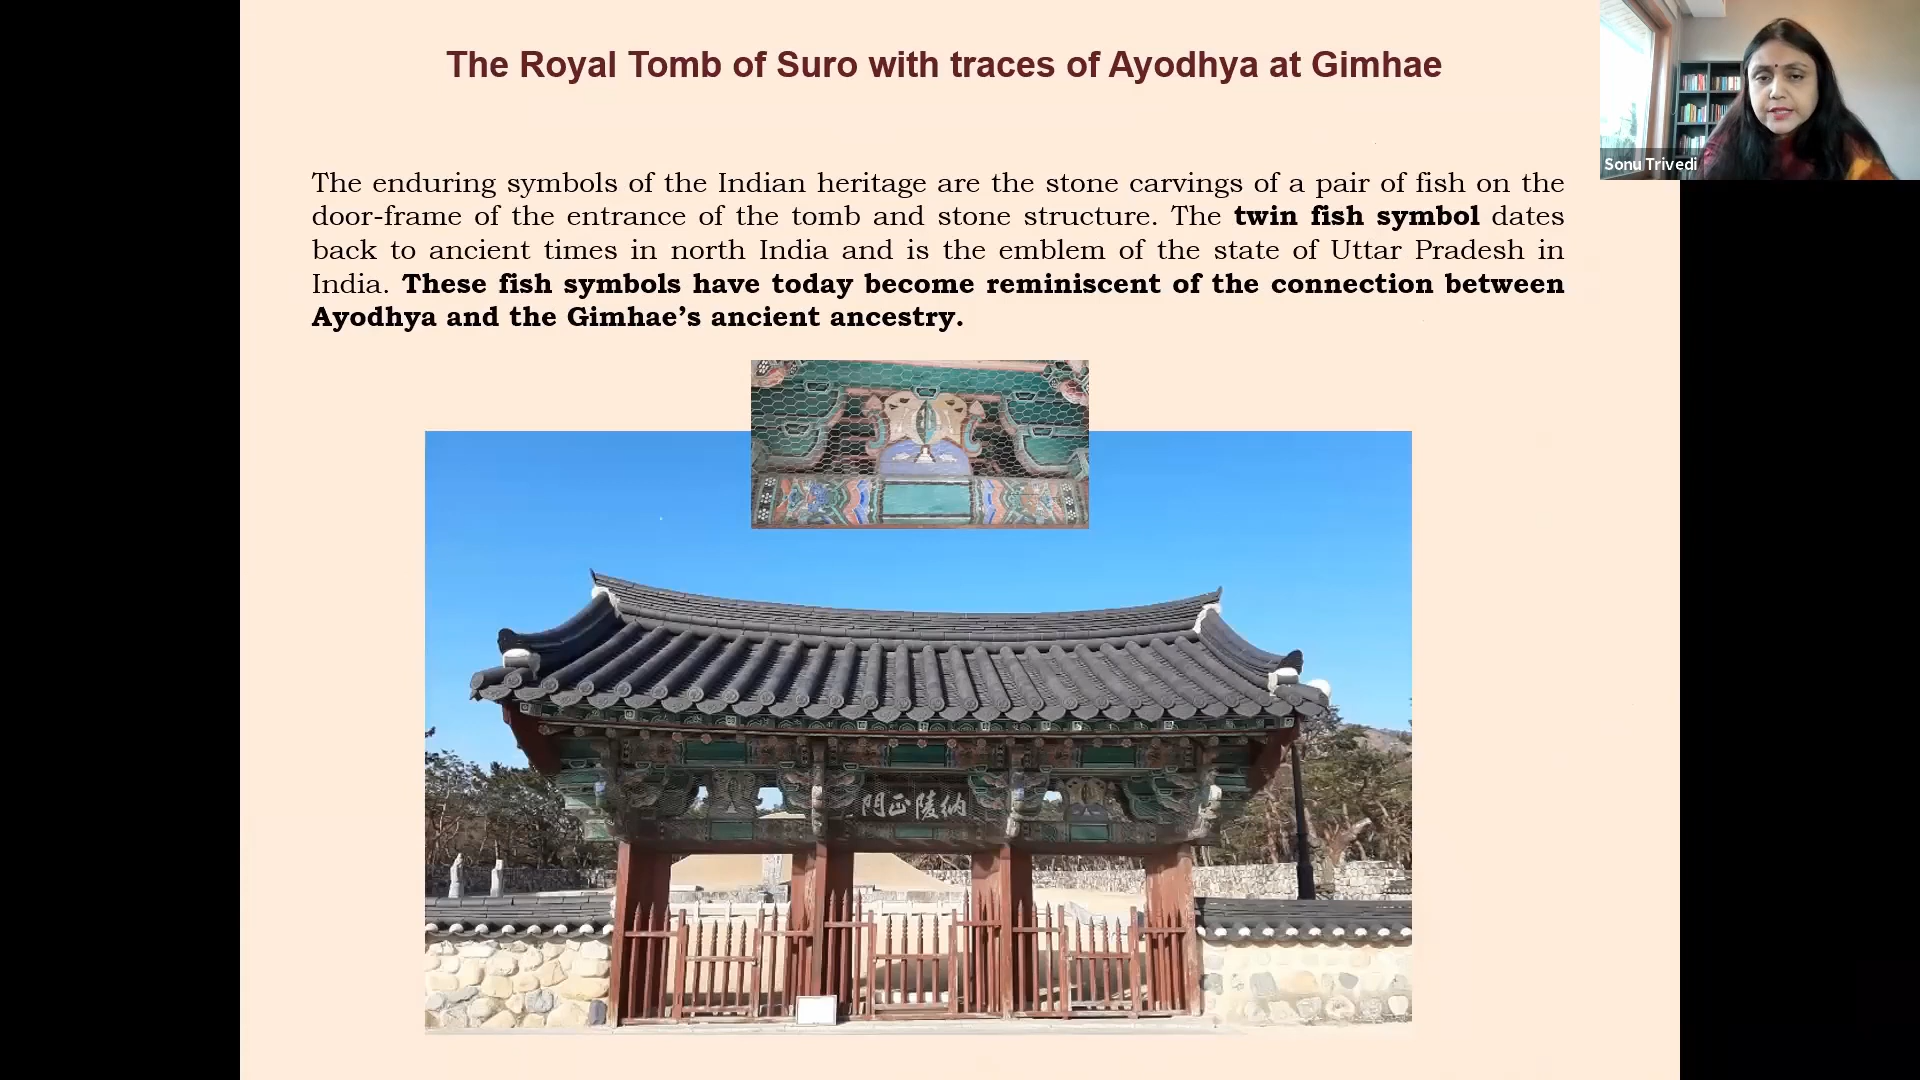 The Royal Tomb of Suro with traces of Ayodhya at Gimhae
Sonu Trivedi
The enduring symbols of the Indian heritage are the stone carvings of a pair of fish on the
door-frame of the entrance of the tomb and stone structure. The twin fish symbol dates
back to ancient times in north India and is the emblem of the state of Uttar Pradesh in
India. These fish symbols have today become reminiscent of the connection between
Ayodhya and the Gimhae’s ancient ancestry.
門正陵納